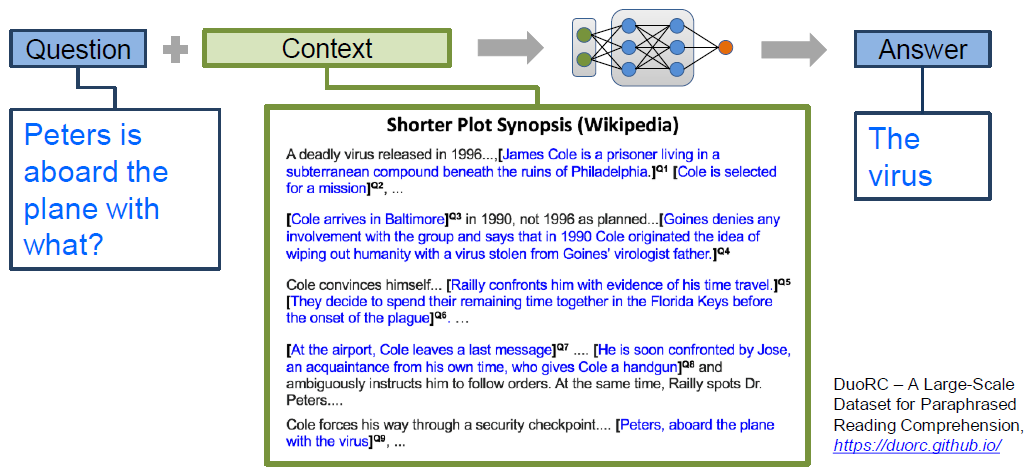 Question
Context
Answer
Peters is
aboard the
plane with
what?
Shorter Plot Synopsis (Wikipedia)
A deadly virus released in 1996...,[James Cole is a prisoner living in a
subterranean compound beneath the ruins of Philadelphia.]Q1 [Cole is selected
for a mission]Q2, ...
[Cole arrives in Baltimore]Q3 in 1990, not 1996 as planned...[Goines denies any
involvement with the group and says that in 1990 Cole originated the idea of
wiping out humanity with a virus stolen from Goines' virologist father.]Q4
Cole convinces himself... [Railly confronts him with evidence of his time travel.]Q5
[They decide to spend their remaining time together in the Florida Keys before
the onset of the plague]Q6. ...
[At the airport, Cole leaves a last message]Q7 .... [He is soon confronted by Jose,
an acquaintance from his own time, who gives Cole a handgun]Q8 and
ambiguously instructs him to follow orders. At the same time, Railly spots Dr.
Peters....
Cole forces his way through a security checkpoint.... [Peters, aboard the plane
with the virus]Q9, ...
The
virus
DuoRC – A Large-Scale
Dataset for Paraphrased
Reading Comprehension,
https://duorc.github.io/